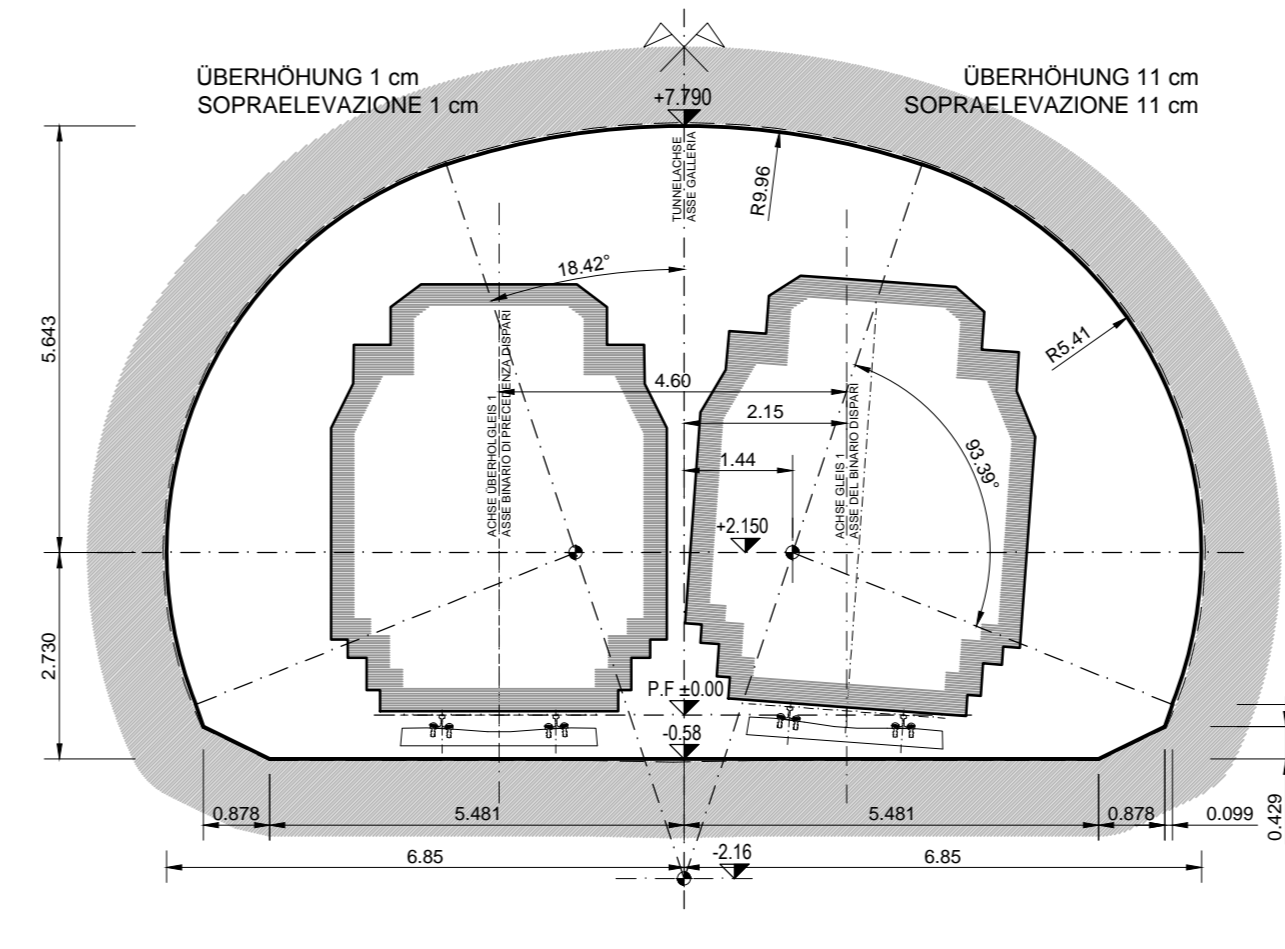 ÜBERHÖHUNG 1 cm
SOPRAELEVAZIONE 1 cm
ÜBERHÖHUNG 11 cm
SOPRAELEVAZIONE 11 cm
+7.790
TUNNELACHSE
ASSE GALLERIA
R9.96
18.42°
R5.41
5.643
4.60
2.15
1.44
93.39°
ACHSE ÜBERHOLGLEIS 1
ASSE BINARIO DI PRECEDENZA DISPARI
ACHSE GLEIS 1
ASSE DEL BINARIO DISPARI
+2.150
2.730
P.F ±0.00
-0.58
0.878
5.481
5.481
0.878
0.099
0.429
6.85
-2.16
6.85